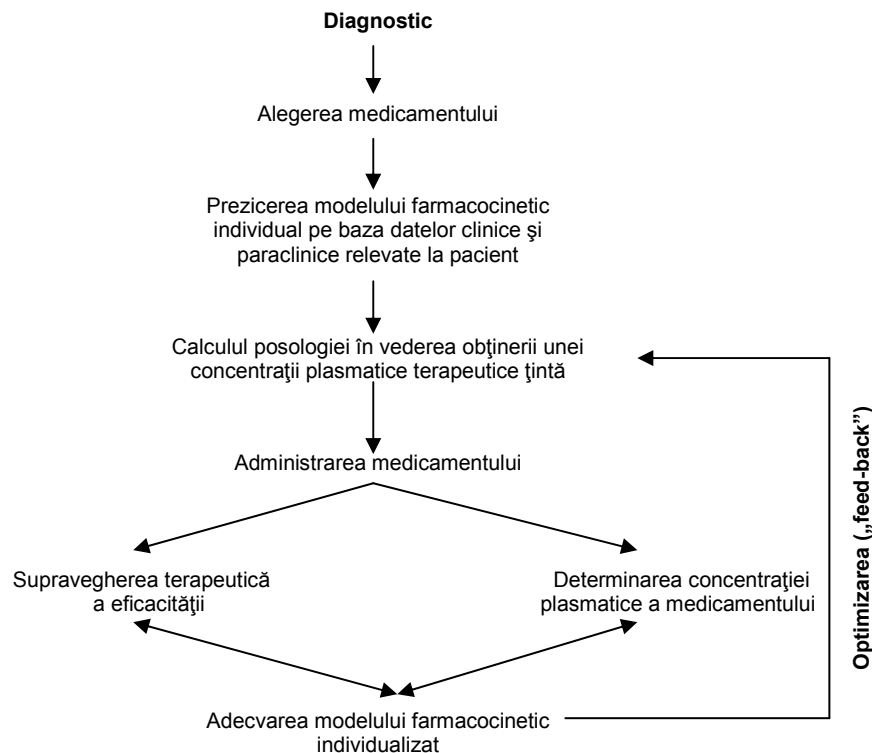 Diagnostic
Alegerea medicamentului
Prezicerea modelului farmacocinetic
individual pe baza datelor clinice şi
paraclinice relevate la pacient
Calculul posologiei în vederea obţinerii unei
concentraţii plasmatice terapeutice ţintă
Administrarea medicamentului
Supravegherea terapeutică
a eficacităţii
Determinarea concentraţiei
plasmatice a medicamentului
Adecvarea modelului farmacocinetic
individualizat
Optimizarea („feed-back”)